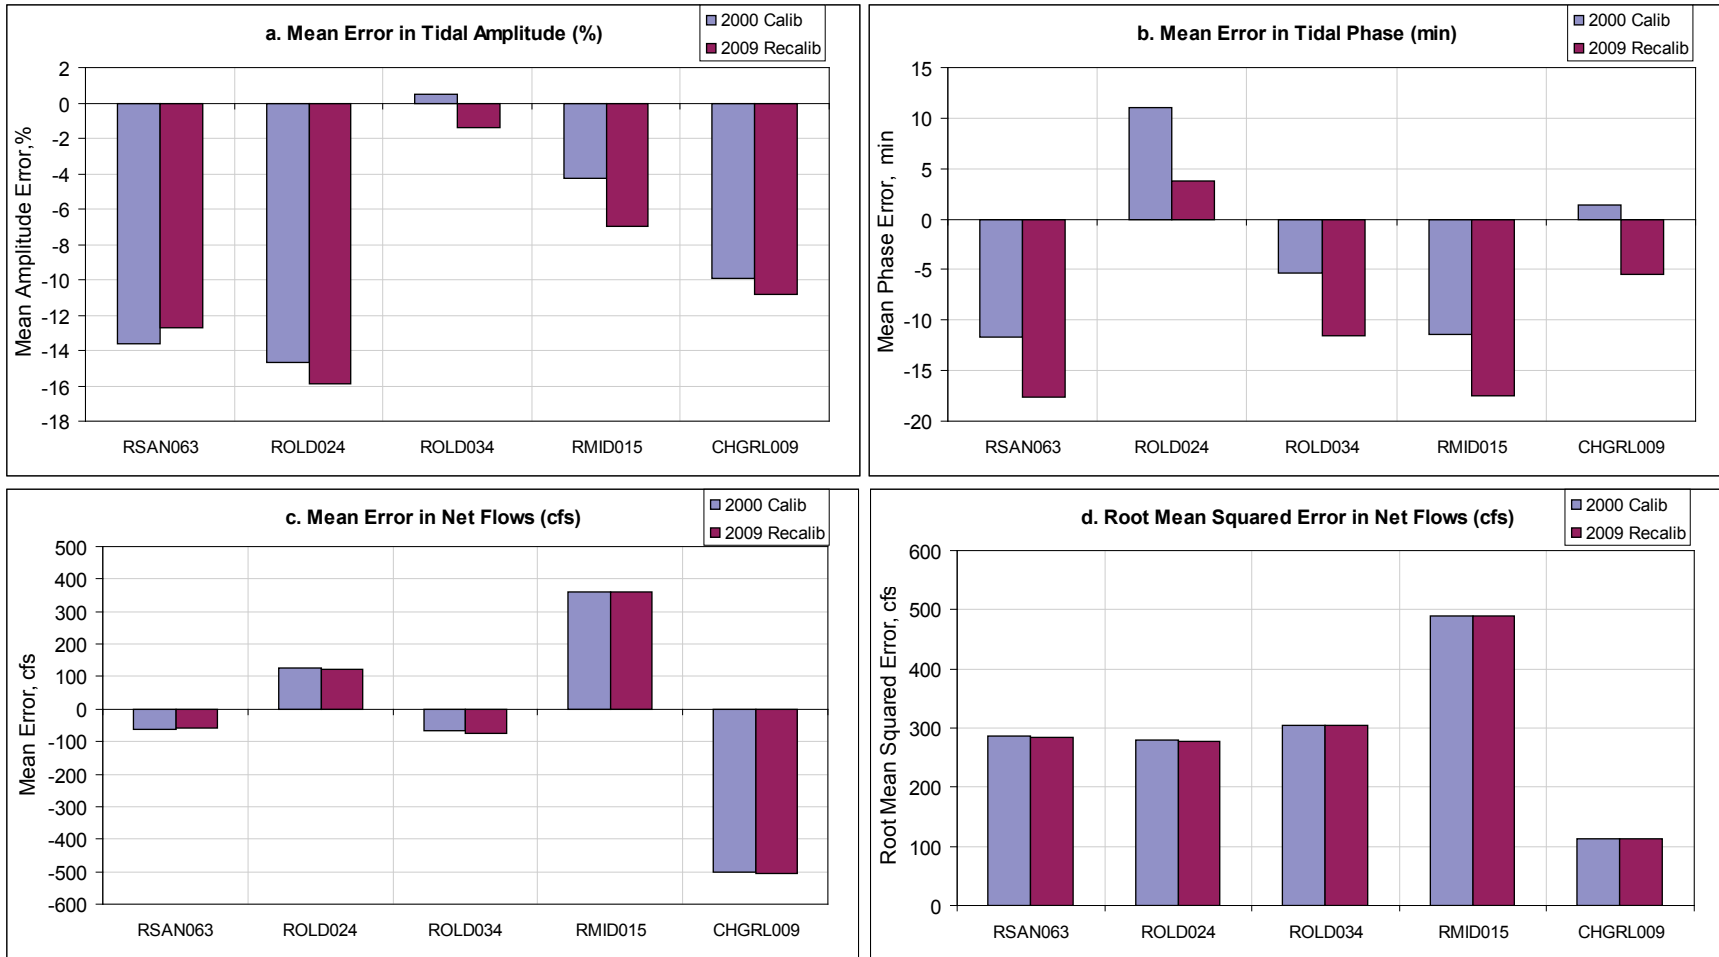 a. Mean Error in Tidal Amplitude (%)
2000 Calib
2009 Recalib
Mean Amplitude Error,%
2
0
-2
-4
-6
-8
-10
-12
-14
-16
-18
RSAN063 ROLD024 ROLD034 RMID015 CHGRL009
b. Mean Error in Tidal Phase (min)
2000 Calib
2009 Recalib
Mean Phase Error, min
15
10
5
0
-5
-10
-15
-20
RSAN063 ROLD024 ROLD034 RMID015 CHGRL009
c. Mean Error in Net Flows (cfs)
2000 Calib
2009 Recalib
Mean Error, cfs
500
400
300
200
100
0
-100
-200
-300
-400
-500
-600
RSAN063 ROLD024 ROLD034 RMID015 CHGRL009
d. Root Mean Squared Error in Net Flows (cfs)
2000 Calib
2009 Recalib
Root Mean Squared Error, cfs
600
500
400
300
200
100
0
RSAN063 ROLD024 ROLD034 RMID015 CHGRL009